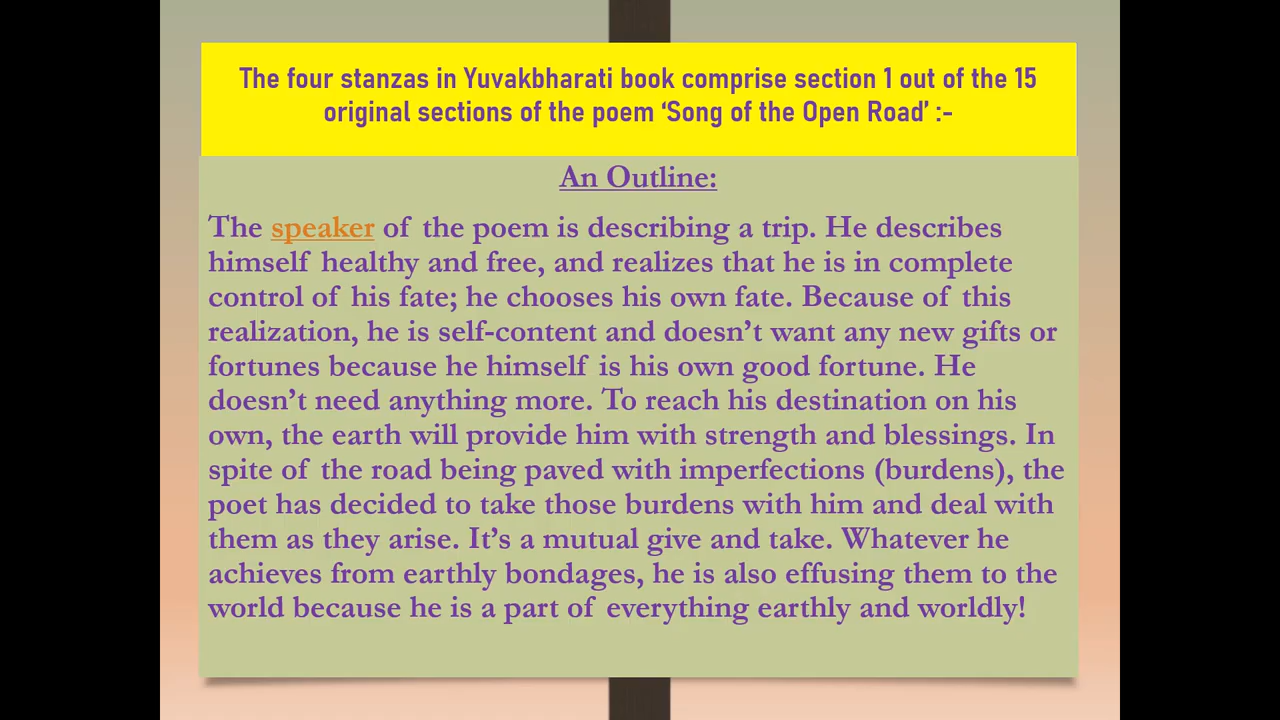 The four stanzas in Yuvakbharati book comprise section 1 out of the 15
original sections of the poem ‘Song of the Open Road’ :-
An Outline:
The speaker of the poem is describing a trip. He describes
himself healthy and free, and realizes that he is in complete
control of his fate; he chooses his own fate. Because of this
realization, he is self-content and doesn’t want any new gifts or
fortunes because he himself is his own good fortune. He
doesn’t need anything more. To reach his destination on his
own, the earth will provide him with strength and blessings. In
spite of the road being paved with imperfections (burdens), the
poet has decided to take those burdens with him and deal with
them as they arise. It’s a mutual give and take. Whatever he
achieves from earthly bondages, he is also effusing them to the
world because he is a part of everything earthly and worldly!